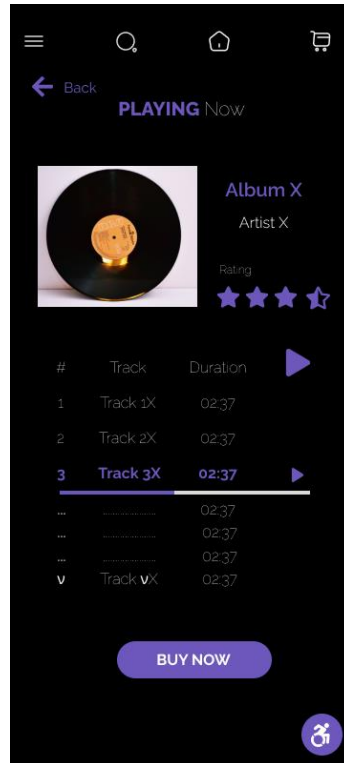 Back
PLAYING Now
Album X
Artist X
Rating
# Track Duration
1 Track 1X 02:37
2 Track 2X 02:37
3 Track 3X 02:37
... ..................... 02:37
... ..................... 02:37
... ..................... 02:37
ν Track νX 02:37
BUY NOW